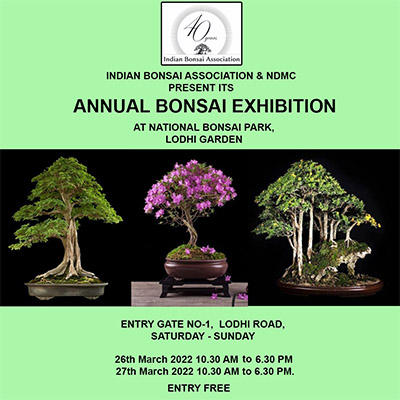 40 years
Indian Bonsai Association
INDIAN BONSAI ASSOCIATION & NDMC
PRESENT ITS
ANNUAL BONSAI EXHIBITION
AT NATIONAL BONSAI PARK,
LODHI GARDEN
ENTRY GATE NO-1, LODHI ROAD,
SATURDAY - SUNDAY
26th March 2022 10.30 AM to 6.30 PM
27th March 2022 10.30 AM to 6.30 PM.
ENTRY FREE